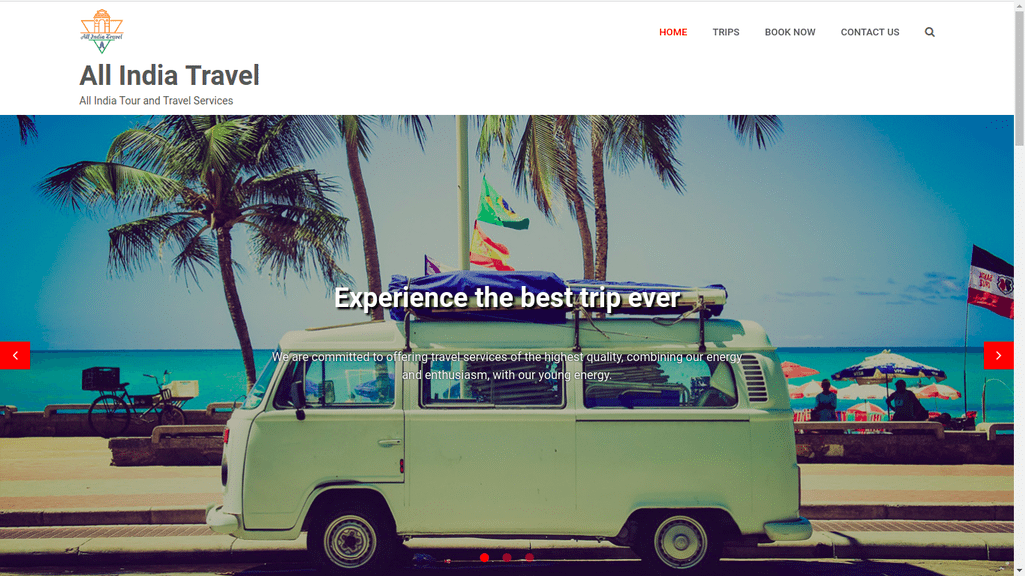 All India Travel
HOME
TRIPS
BOOK NOW
CONTACT US
All India Travel
All India Tour and Travel Services
Experience the best trip ever
We are committed to offering travel services of the highest quality, combining our energy
and enthusiasm, with our young energy.
VISA